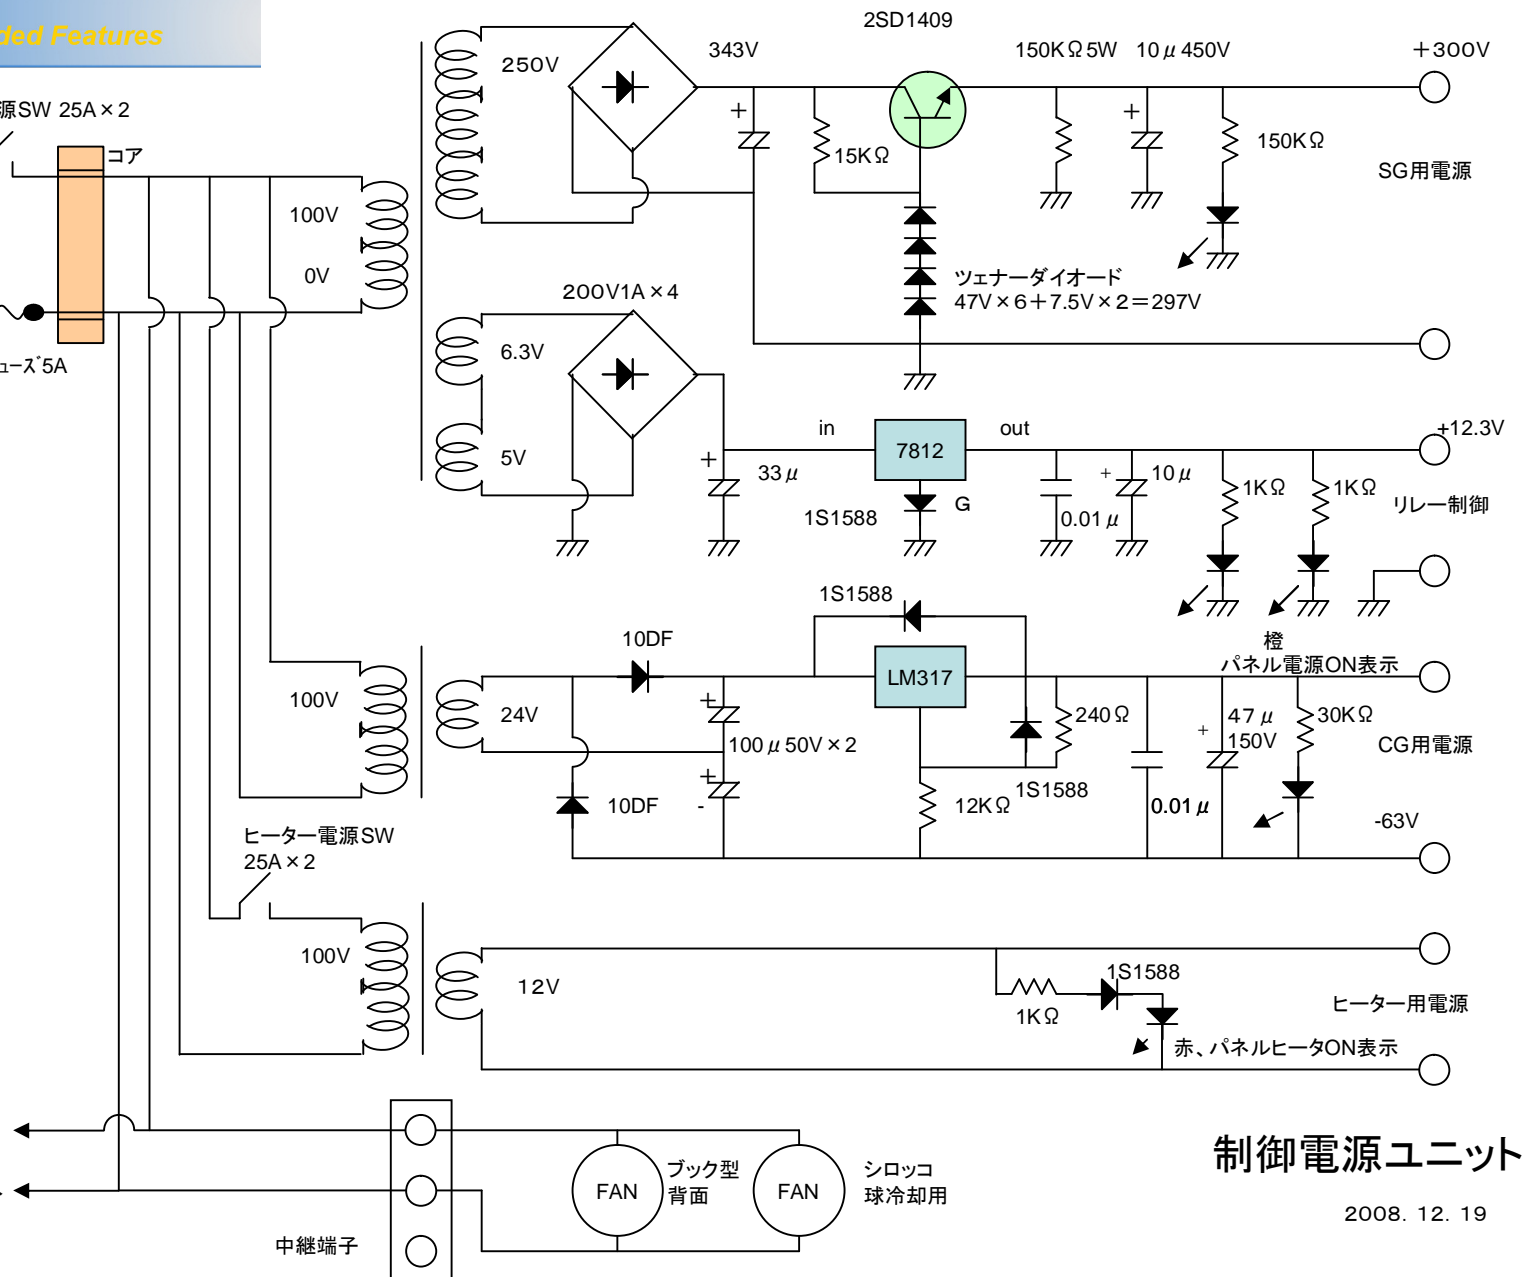 ded Features
2SD1409
250V
343V
150KΩ5W
10μ450V
+300V
源SW 25A×2
コア
+
15KΩ
+
150KΩ
SG用電源
100V
0V
ツェナーダイオード
47V×6+7.5V×2=297V
200V1A×4
6.3V
ューズ5A
in
7812
out
+12.3V
5V
+
33μ
1S1588
G
0.01μ
+
10μ
1KΩ
1KΩ
リレー制御
1S1588
10DF
橙
パネル電源ON表示
LM317
100V
24V
+
100μ50V×2
+
-
240Ω
+
47μ
150V
30KΩ
CG用電源
10DF
12KΩ
1S1588
0.01μ
-63V
ヒーター電源SW
25A×2
100V
12V
1S1588
1KΩ
ヒーター用電源
赤、パネルヒータON表示
FAN
ブック型
背面
FAN
シロッコ
球冷却用
中継端子
制御電源ユニット
2008. 12. 19